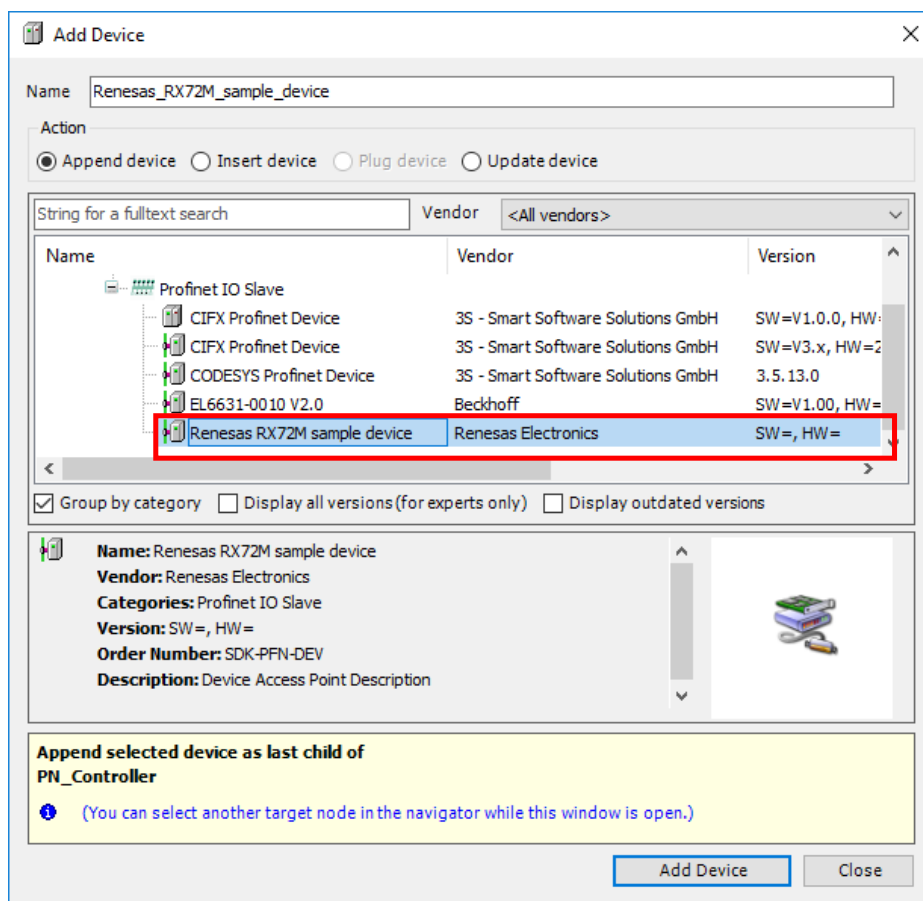 Add Device
Name Renesas_RX72M_sample_device
Action
Append device Insert device Plug device Update device
String for a fulltext search Vendor <All vendors>
Name Vendor Version
Profinet IO Slave
CIFX Profinet Device 3S - Smart Software Solutions GmbH SW=V1.0.0, HW=
CIFX Profinet Device 3S - Smart Software Solutions GmbH SW=V3.x, HW=2
CODESYS Profinet Device 3S - Smart Software Solutions GmbH 3.5.13.0
EL6631-0010 V2.0 Beckhoff SW=V1.00, HW=
Renesas RX72M sample device Renesas Electronics SW=, HW=
Group by category Display all versions (for experts only) Display outdated versions
Name: Renesas RX72M sample device
Vendor: Renesas Electronics
Categories: Profinet IO Slave
Version: SW=, HW=
Order Number: SDK-PFN-DEV
Description: Device Access Point Description
Append selected device as last child of
PN_Controller
(You can select another target node in the navigator while this window is open.)
Add Device Close